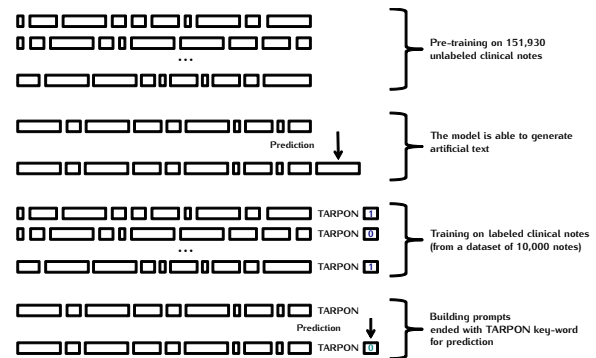 ...
Pre-training on 151,930
unlabeled clinical notes
Prediction
The model is able to generate
artificial text
TARPON 1
TARPON 0
...
TARPON 1
Training on labeled clinical notes
(from a dataset of 10,000 notes)
TARPON
Prediction
TARPON 0
Building prompts
ended with TARPON key-word
for prediction